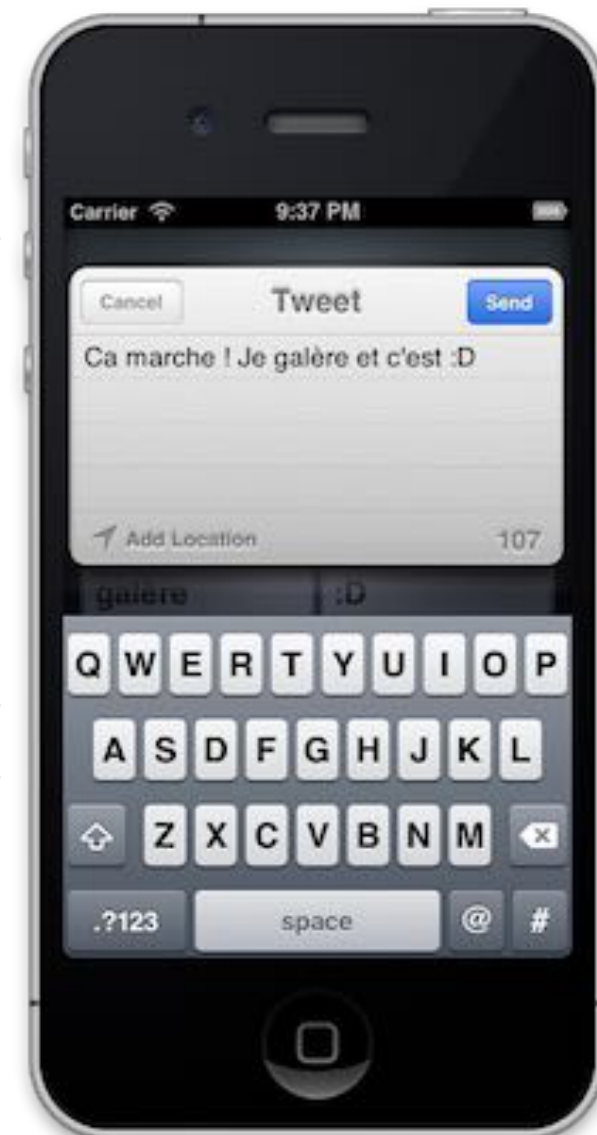 Carrier 9:37 PM
Cancel Tweet Send
Ca marche ! Je galère et c'est :D
Add Location 107
galère :D
Q W E R T Y U I O P
A S D F G H J K L
Z X C V B N M
.?123 space @ #